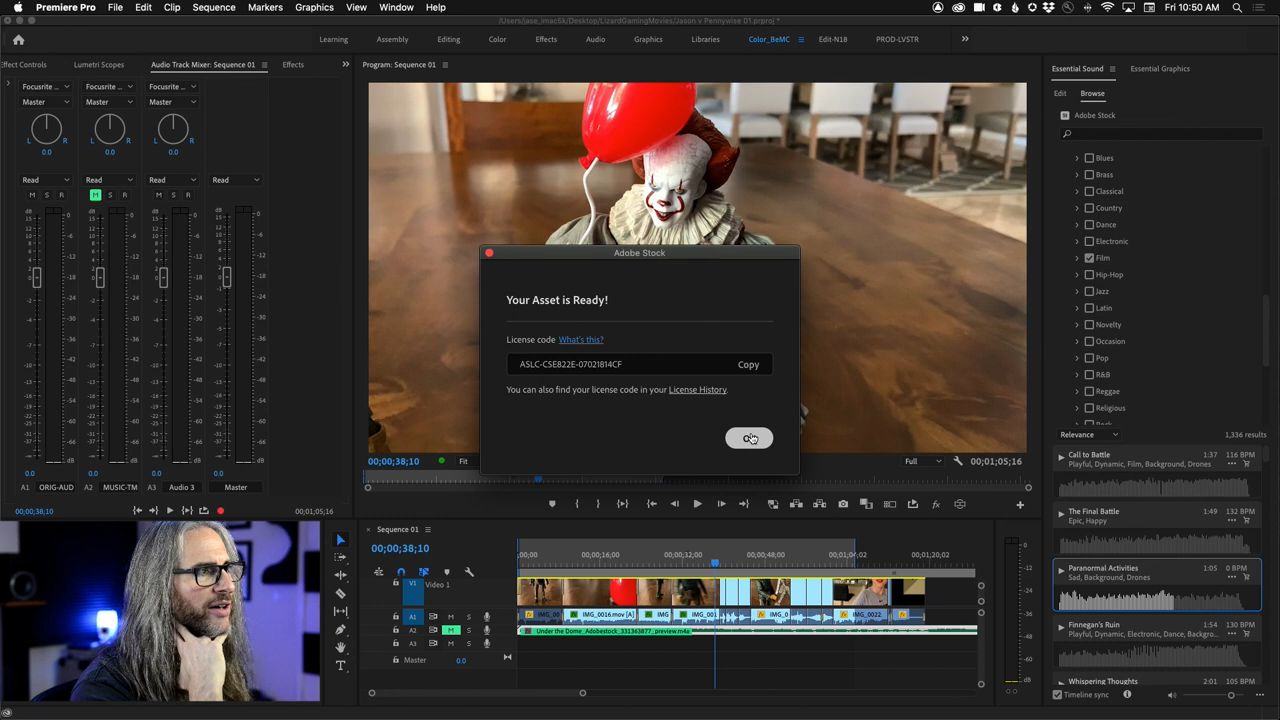 Premiere Pro File Edit Clip Sequence Markers Graphics View Window Help Fri 10:50 AM
/Users/jase_imac5k/Desktop/LizardGamingMovies/Jason v Pennywise 01.prproj *
Learning Assembly Editing Color Effects Audio Graphics Libraries Color_BeMC Edit-N18 PROD-LVSTR
ffect Controls Lumetri Scopes Audio Track Mixer: Sequence 01 Effects
Program: Sequence 01
Essential Sound Essential Graphics
Focusrite ... Focusrite ... Focusrite ...
Master Master Master
L R L R L R
0.0 0.0 0.0
Read Read Read Read
M S R M S R M S R
Edit Browse
Adobe Stock
Blues
Brass
Classical
Country
Dance
Electronic
Film
Hip-Hop
Jazz
Latin
Novelty
Occasion
Pop
R&B
Reggae
Religious
Relevance 1,336 results
Call to Battle 1:37 116 BPM
Playful, Dynamic, Film, Background, Drones
The Final Battle 1:49 132 BPM
Epic, Happy
Paranormal Activities 1:05 0 BPM
Sad, Background, Drones
Finnegan's Ruin 1:54 130 BPM
Playful, Dynamic, Electronic, Dance, Backgro...
Whispering Thoughts 2:01 105 BPM
Timeline sync
Adobe Stock
Your Asset is Ready!
License code What's this?
ASLC-C5E822E-07021814CF Copy
You can also find your license code in your License History.
00;00;38;10 Fit Full 00;01;05;16
0.0 0.0 0.0 0.0
A1 ORIG-AUD A2 MUSIC-TM A3 Audio 3 Master
00;00;38;10 00;01;05;16
Sequence 01
00;00;38;10
;00;00 00;00;16;00 00;00;32;00 00;00;48;00 00;01;04;02 00;01;20;02
V1 Video 1
A1 M S
A2 M S
A3 M S
Master 0.0
IMG_00 IMG_0016.mov [A] IMG IMG_001 IMG_0 IMG_0022.
Under the Dome_Adobestock_331363877_preview.m4a